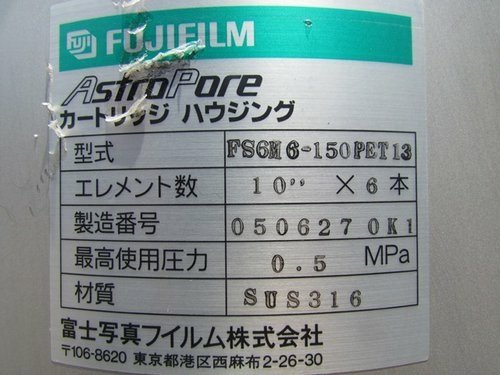 FUJI FUJIFILM
AstroPore
カートリッジ ハウジング
型式 FS6M6-150PET13
エレメント数 10" × 6本
製造番号 050627 0K1
最高使用圧力 0.5 MPa
材質 SUS316
富士写真フイルム株式会社
〒106-8620 東京都港区西麻布2-26-30